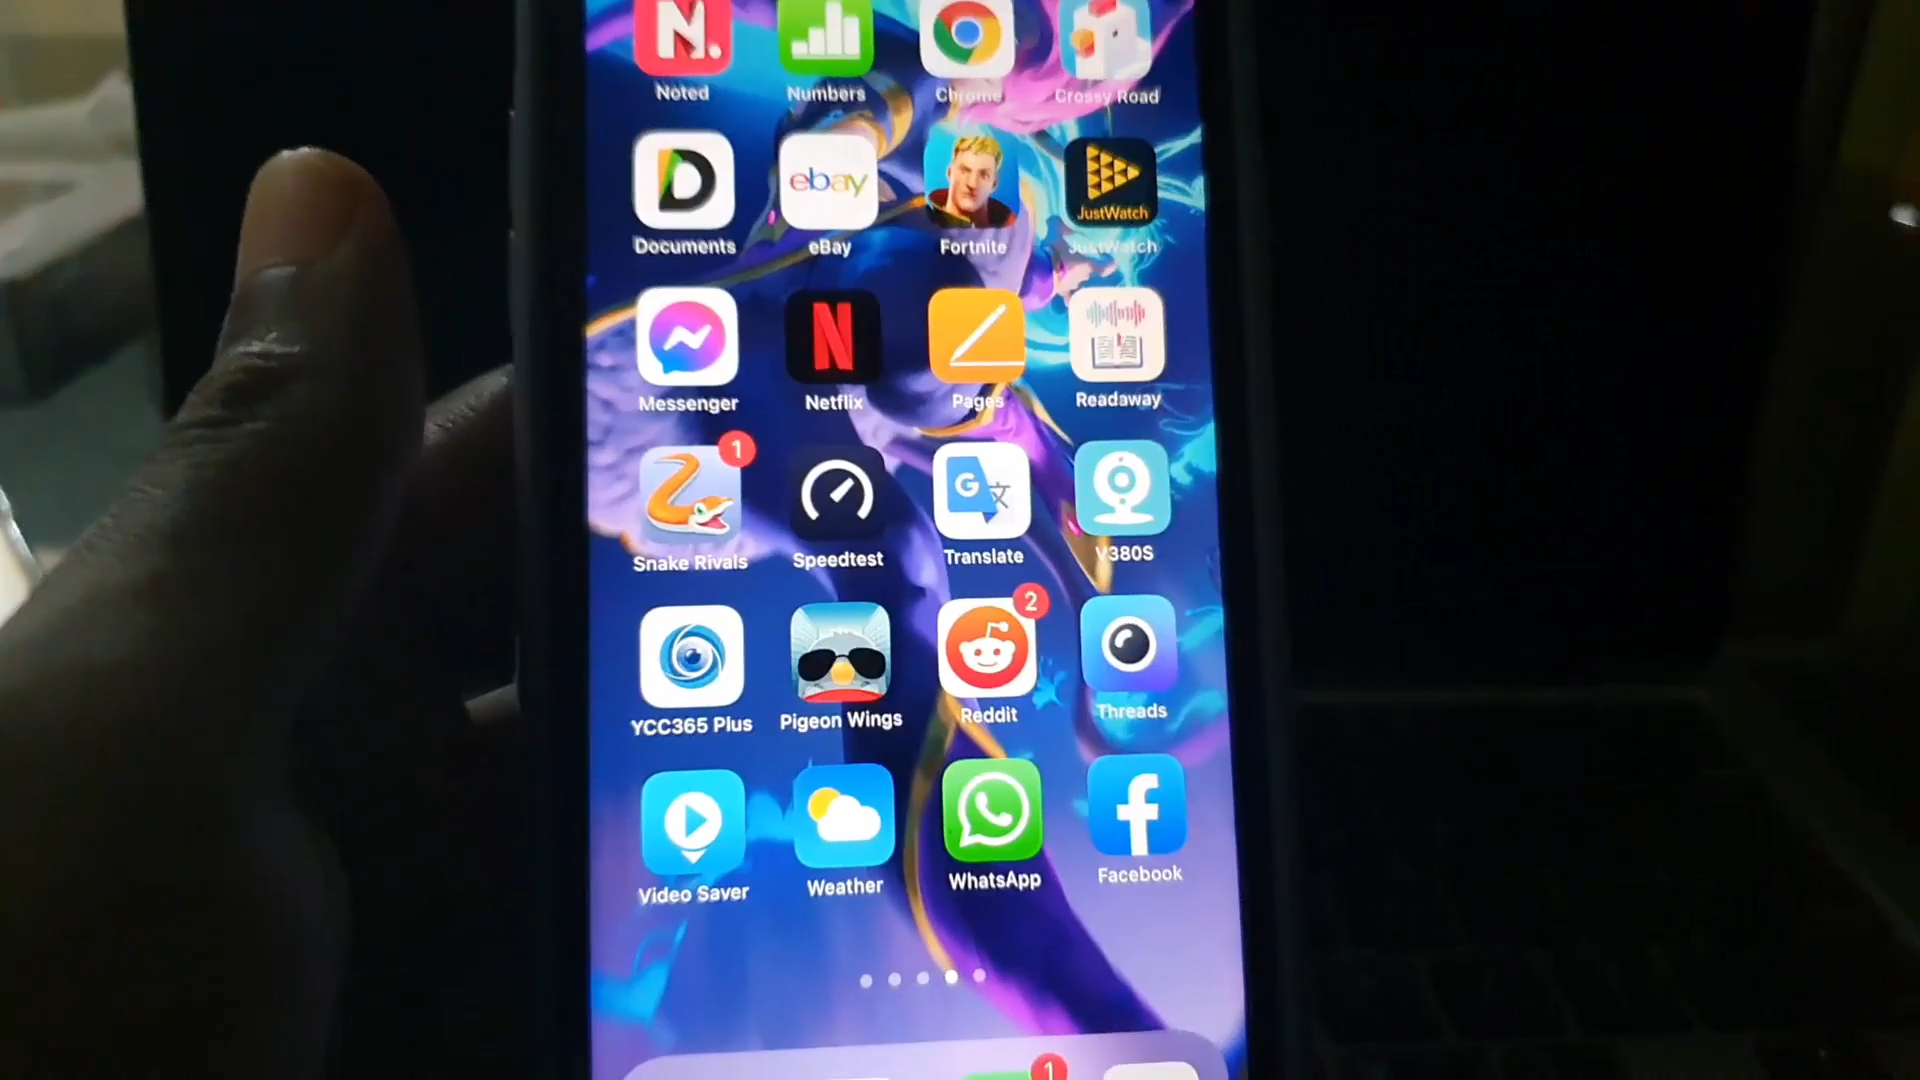 N.
Noted
Numbers
Chrome
Crossy Road
D
ebay
JustWatch
Documents
eBay
Fortnite
JustWatch
N
Messenger
Netflix
Pages
Readaway
1
G 文
Snake Rivals
Speedtest
Translate
V380S
2
YCC365 Plus
Pigeon Wings
Reddit
Threads
f
Video Saver
Weather
WhatsApp
Facebook
1